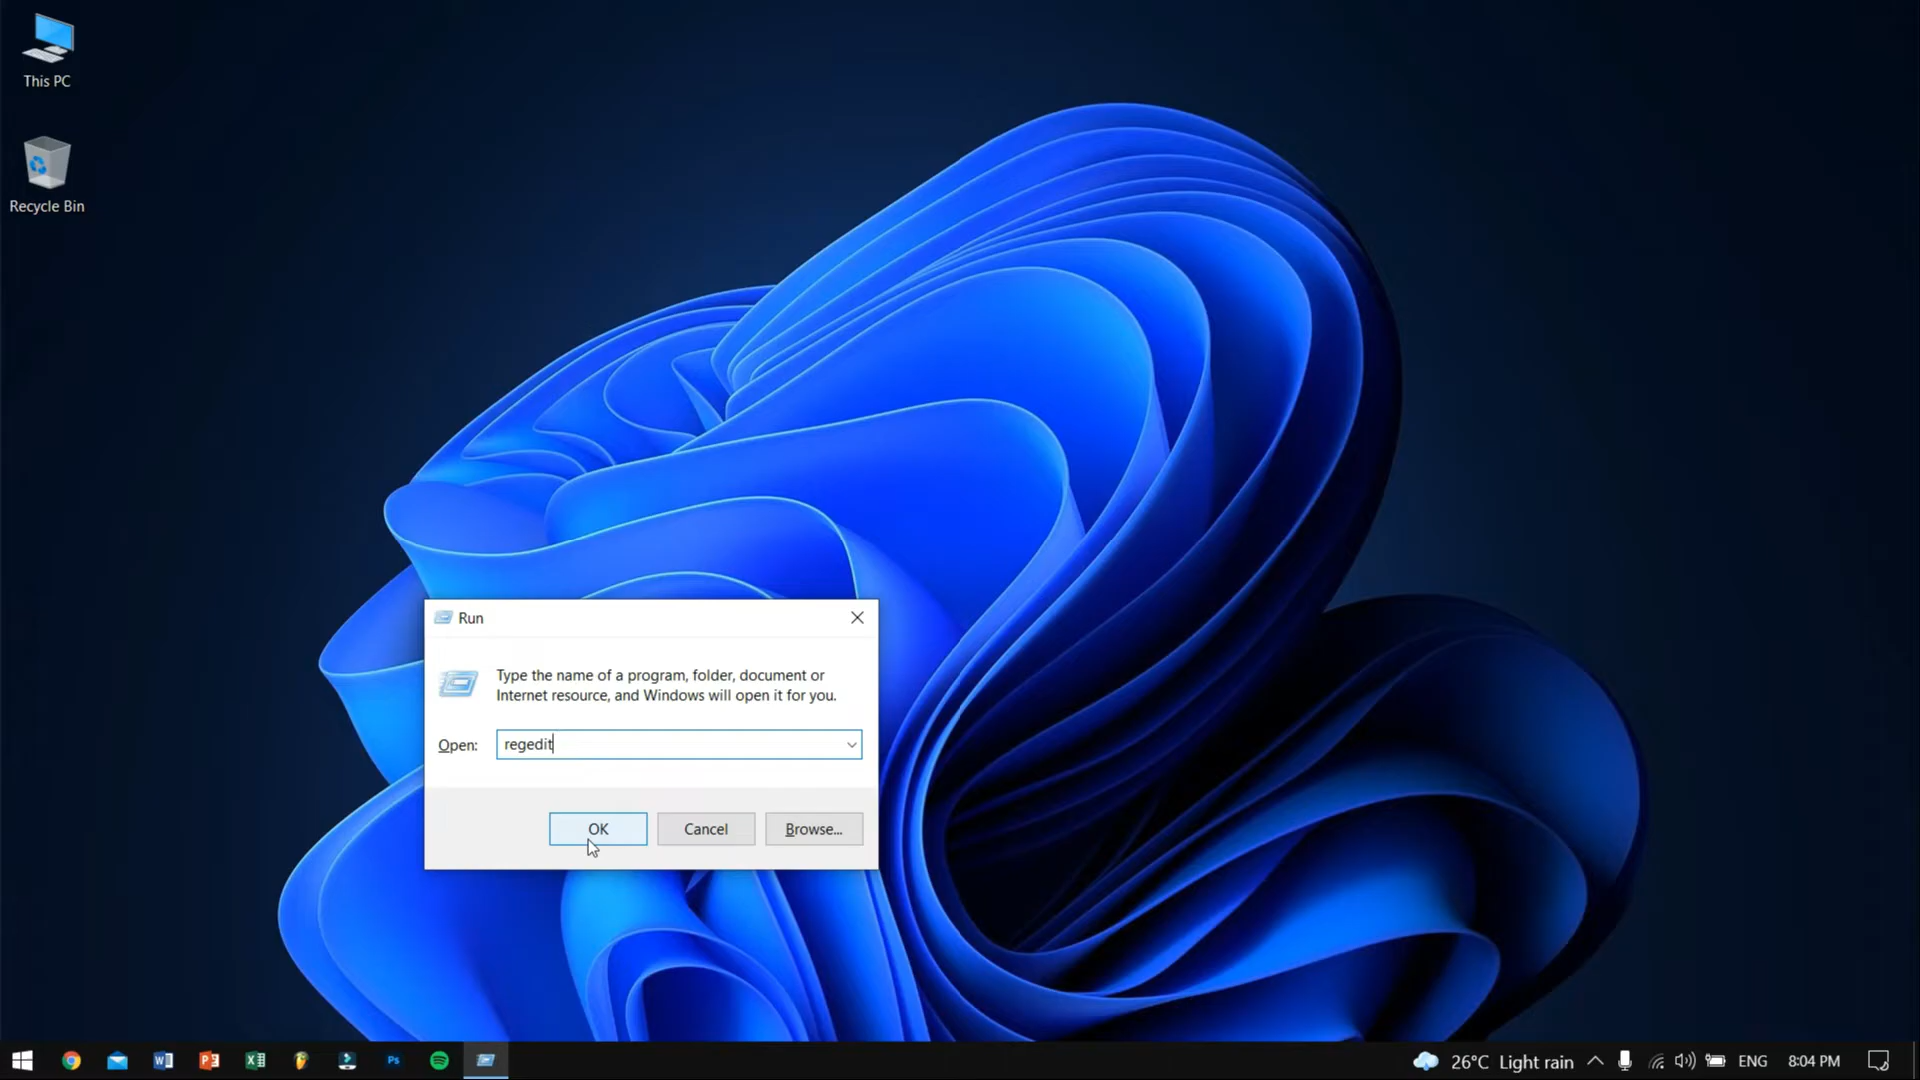 This PC
Recycle Bin
Run
Type the name of a program, folder, document or
Internet resource, and Windows will open it for you.
Open:
regedit
OK
Cancel
Browse...
Ps
26°C Light rain
ENG
8:04 PM